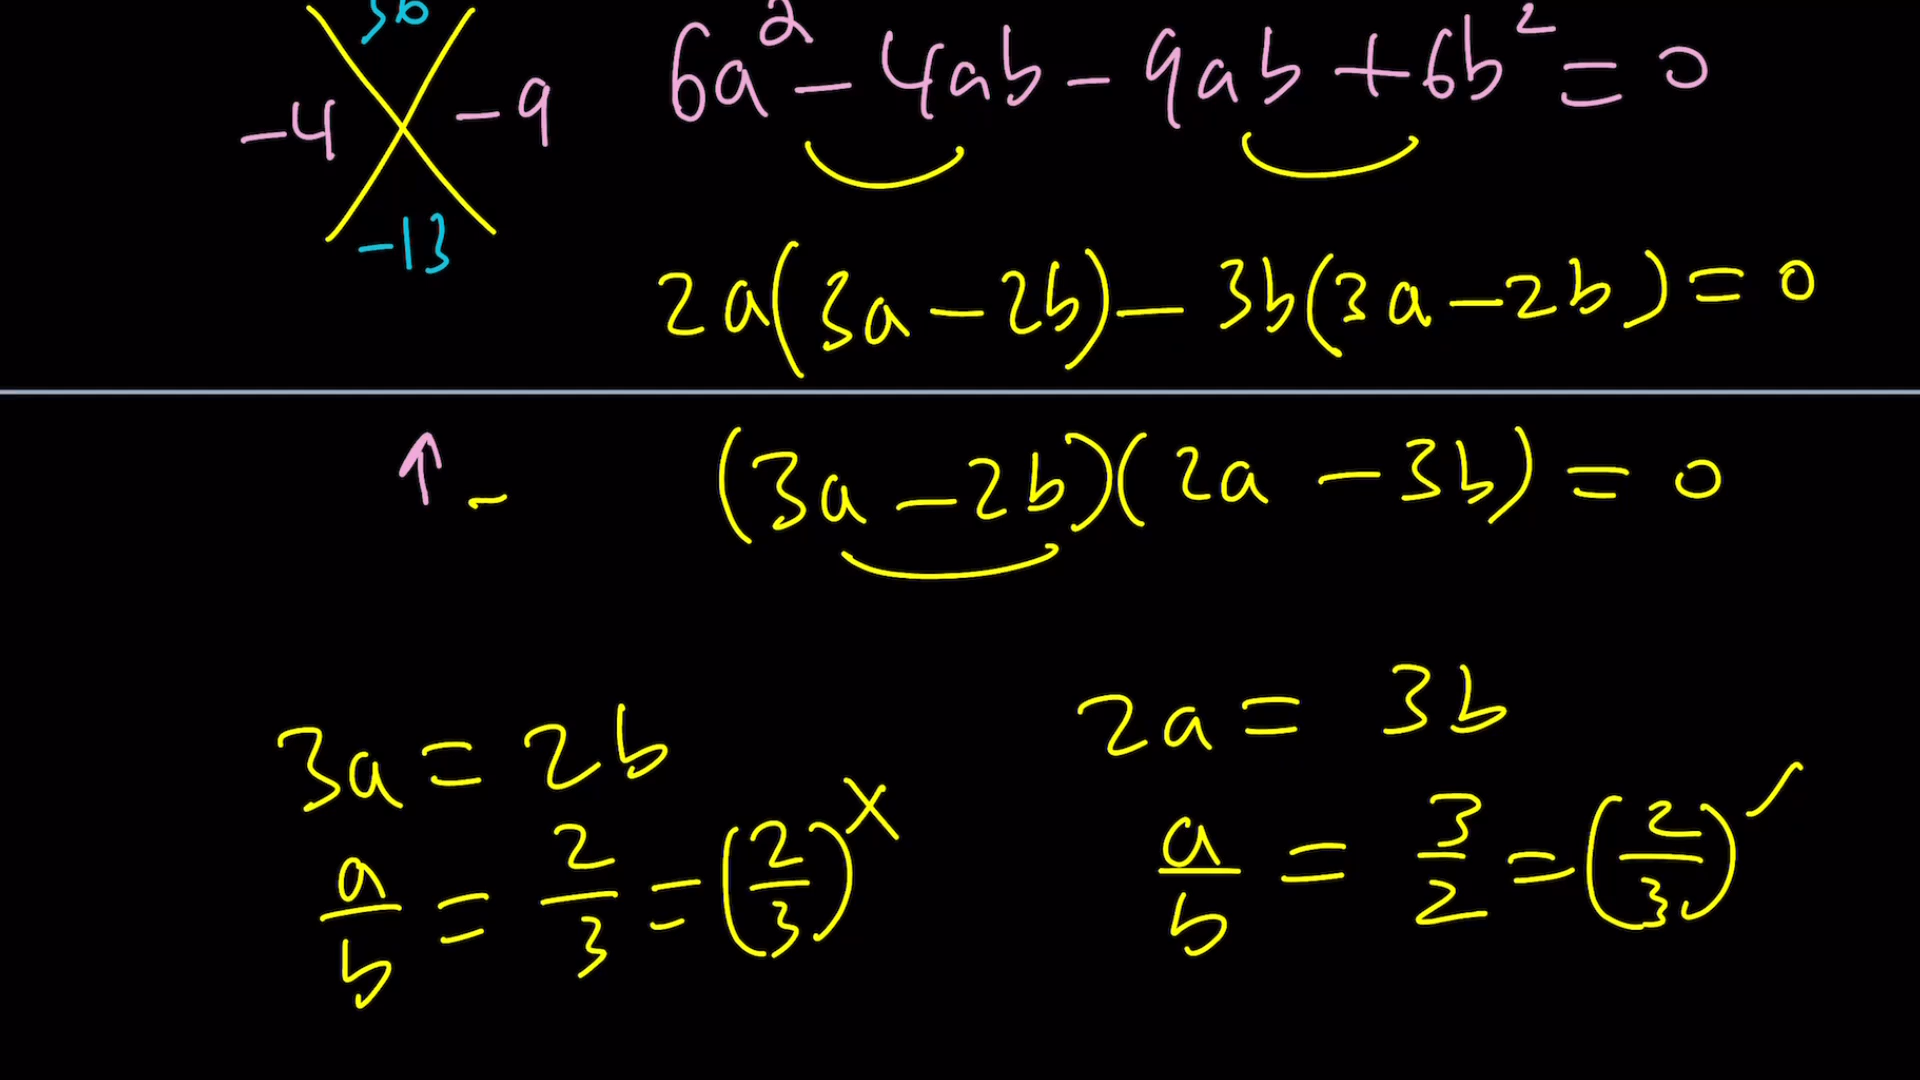 36
6a² - 4ab - 9ab + 6b² = 0
-4 -9
-13
2a(3a - 2b) - 3b(3a - 2b) = 0
↑ - (3a - 2b)(2a - 3b) = 0
3a = 2b
2a = 3b
a/b = 2/3 = (2/3)^x
a/b = 3/2 = (2/3)